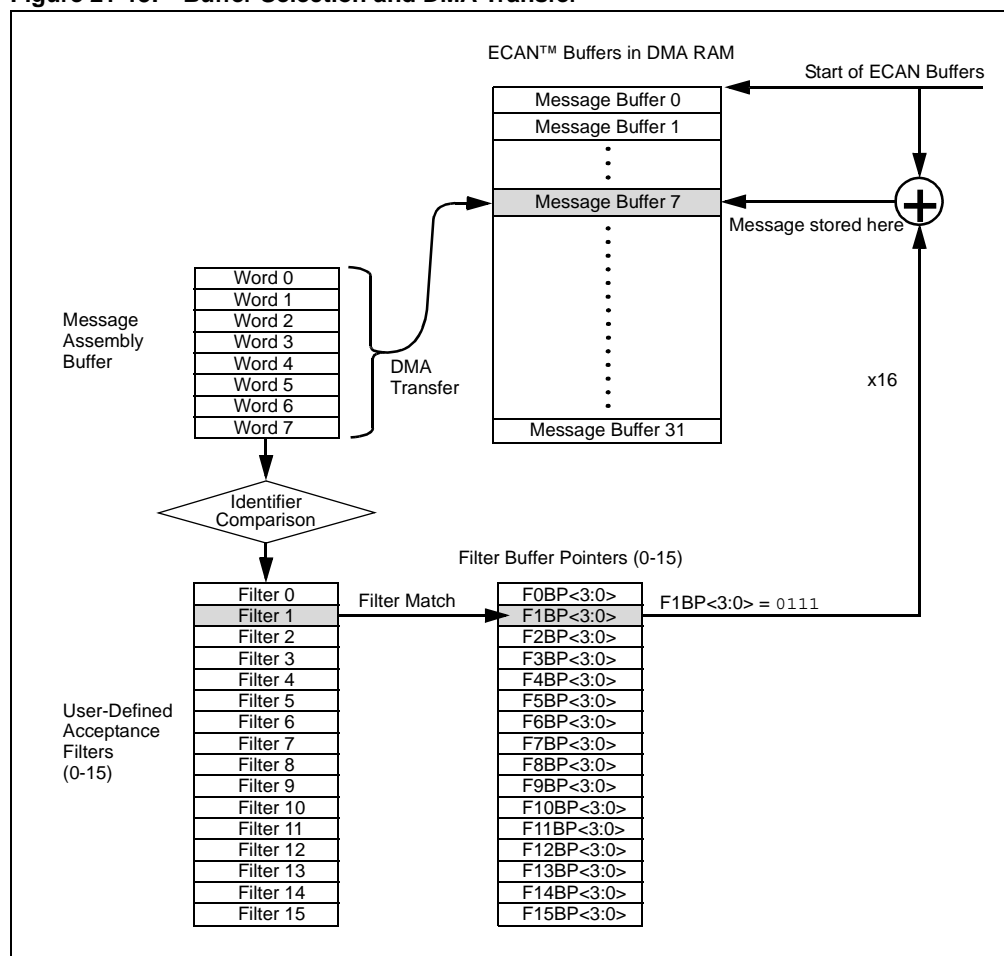 Figure 21-18: Buffer Selection and DMA Transfer
ECAN™ Buffers in DMA RAM
Start of ECAN Buffers
Message Buffer 0
Message Buffer 1
Message Buffer 7
Message stored here
+
Word 0
Word 1
Word 2
Word 3
Word 4
Word 5
Word 6
Word 7
Message
Assembly
Buffer
DMA
Transfer
x16
Message Buffer 31
Identifier
Comparison
Filter Buffer Pointers (0-15)
Filter 0
Filter 1
Filter 2
Filter 3
Filter 4
Filter 5
Filter 6
Filter 7
Filter 8
Filter 9
Filter 10
Filter 11
Filter 12
Filter 13
Filter 14
Filter 15
Filter Match
F0BP<3:0>
F1BP<3:0>
F2BP<3:0>
F3BP<3:0>
F4BP<3:0>
F5BP<3:0>
F6BP<3:0>
F7BP<3:0>
F8BP<3:0>
F9BP<3:0>
F10BP<3:0>
F11BP<3:0>
F12BP<3:0>
F13BP<3:0>
F14BP<3:0>
F15BP<3:0>
F1BP<3:0> = 0111
User-Defined
Acceptance
Filters
(0-15)